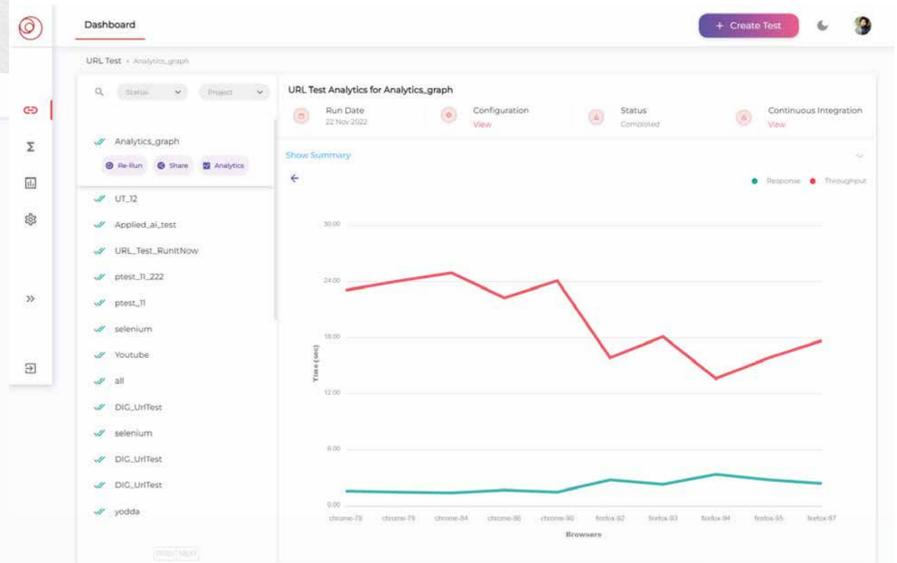 Dashboard
+ Create Test
URL Test › Analytics_graph
Status
Project
URL Test Analytics for Analytics_graph
Run Date
22 Nov 2022
Configuration
View
Status
Completed
Continuous Integration
View
Analytics_graph
Re-Run
Share
Analytics
Show Summary
Response
Throughput
UT_12
Applied_ai_test
URL_Test_RunItNow
ptest_11_222
ptest_11
selenium
Youtube
all
DIG_UrlTest
selenium
DIG_UrlTest
DIG_UrlTest
yodda
30.00
24.00
18.00
12.00
6.00
0.00
Time (sec)
chrome-78 chrome-79 chrome-84 chrome-86 chrome-90 firefox-92 firefox-93 firefox-94 firefox-95 firefox-97
Browsers